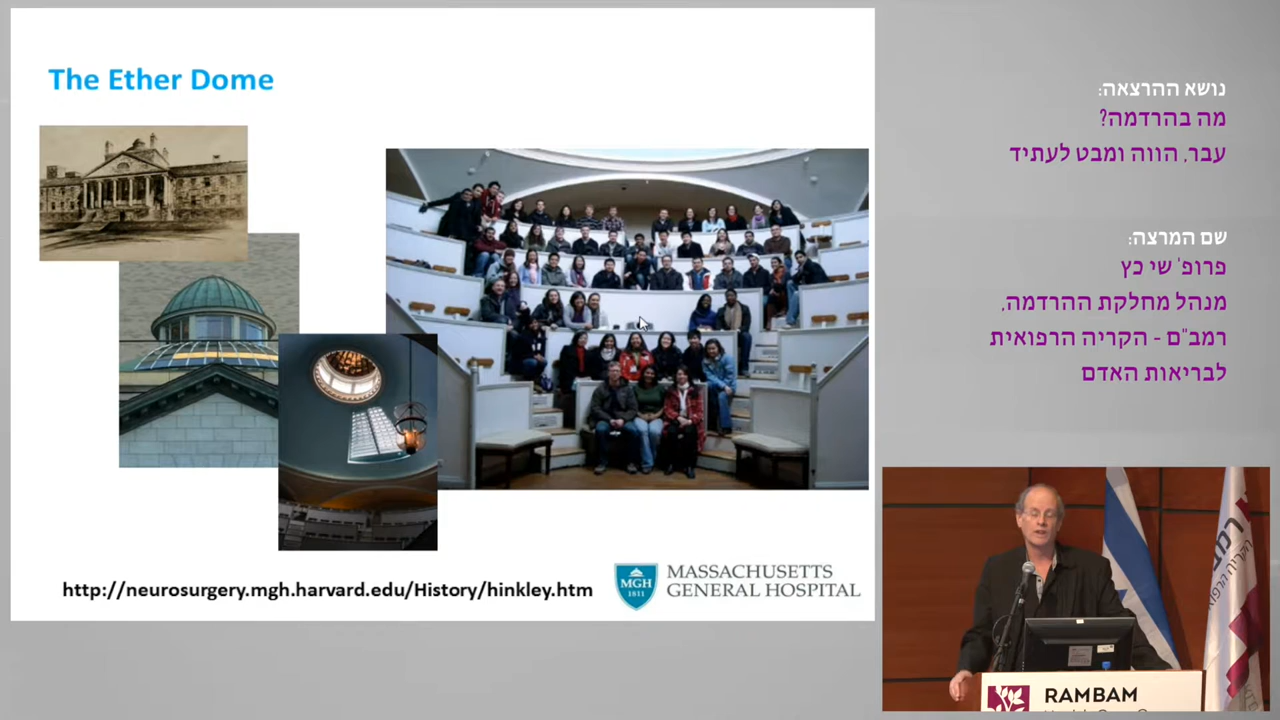 The Ether Dome
http://neurosurgery.mgh.harvard.edu/History/hinkley.htm
MGH
1811
MASSACHUSETTS
GENERAL HOSPITAL
נושא ההרצאה:
מה בהרדמה?
עבר, הווה ומבט לעתיד
שם המרצה:
פרופ' שי כץ
מנהל מחלקת ההרדמה,
רמב"ם - הקריה הרפואית
לבריאות האדם
RAMBAM